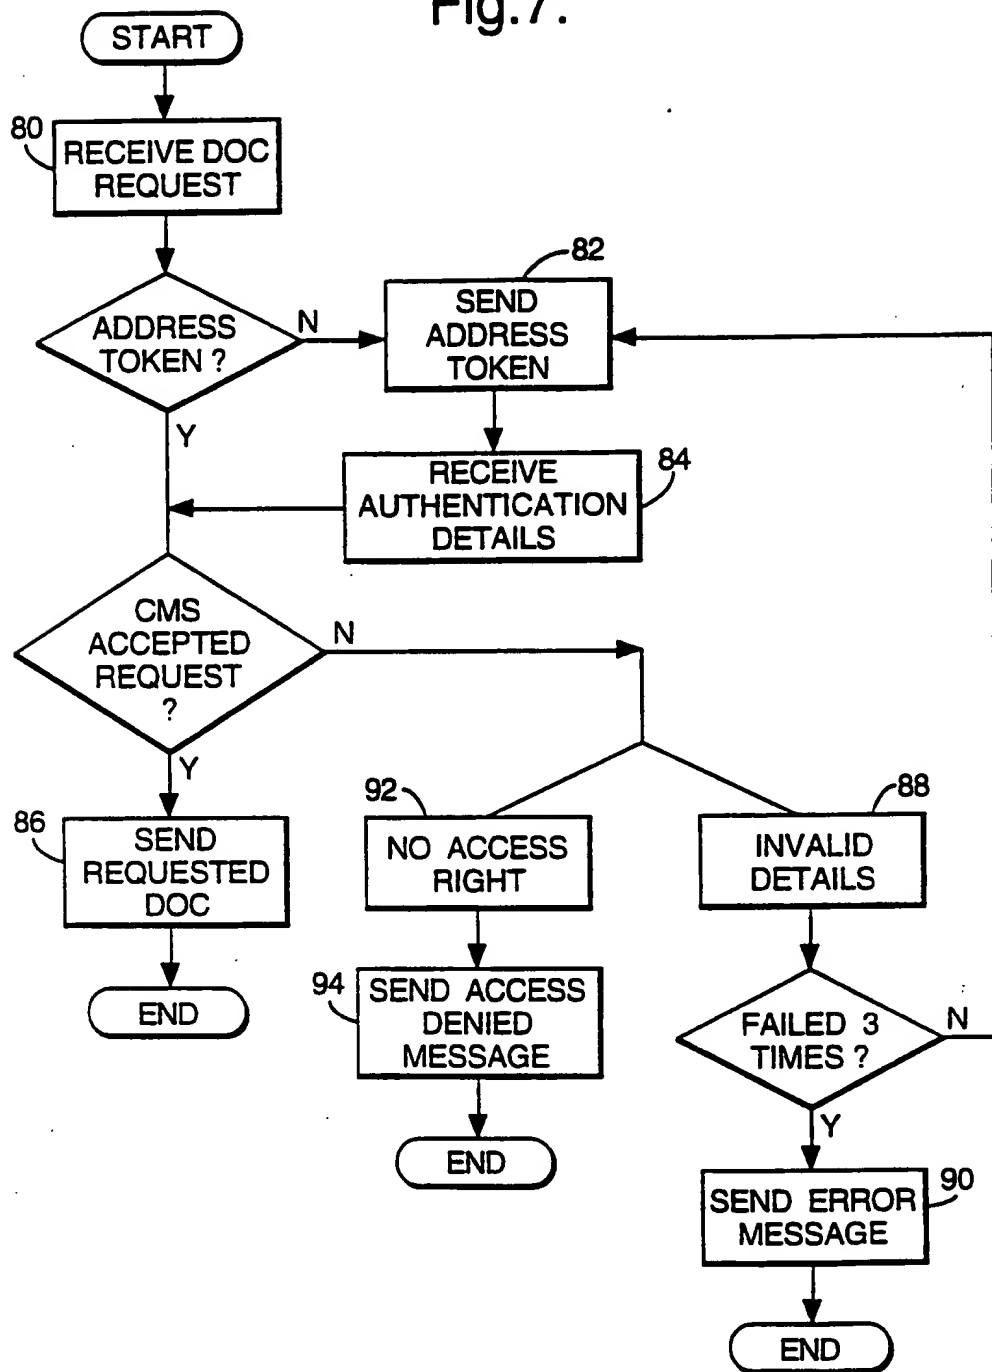 Fig.7.
START
80
RECEIVE DOC
REQUEST
82
ADDRESS
TOKEN ?
N
SEND
ADDRESS
TOKEN
Y
84
RECEIVE
AUTHENTICATION
DETAILS
CMS
ACCEPTED
REQUEST
?
N
Y
86
SEND
REQUESTED
DOC
END
92
NO ACCESS
RIGHT
94
SEND ACCESS
DENIED
MESSAGE
END
88
INVALID
DETAILS
FAILED 3
TIMES ?
N
Y
90
SEND ERROR
MESSAGE
END